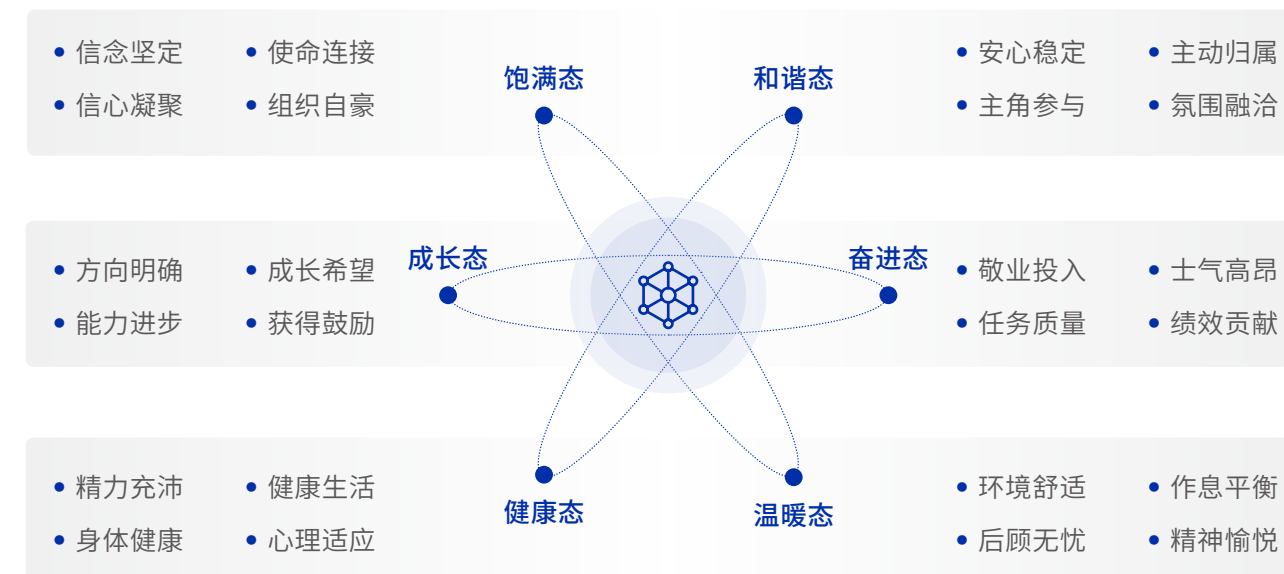 信念坚定
使命连接
信心凝聚
组织自豪
饱满态
和谐态
安心稳定
主动归属
主角参与
氛围融洽
方向明确
成长希望
能力进步
获得鼓励
成长态
奋进态
敬业投入
士气高昂
任务质量
绩效贡献
精力充沛
健康生活
身体健康
心理适应
健康态
温暖态
环境舒适
作息平衡
后顾无忧
精神愉悦